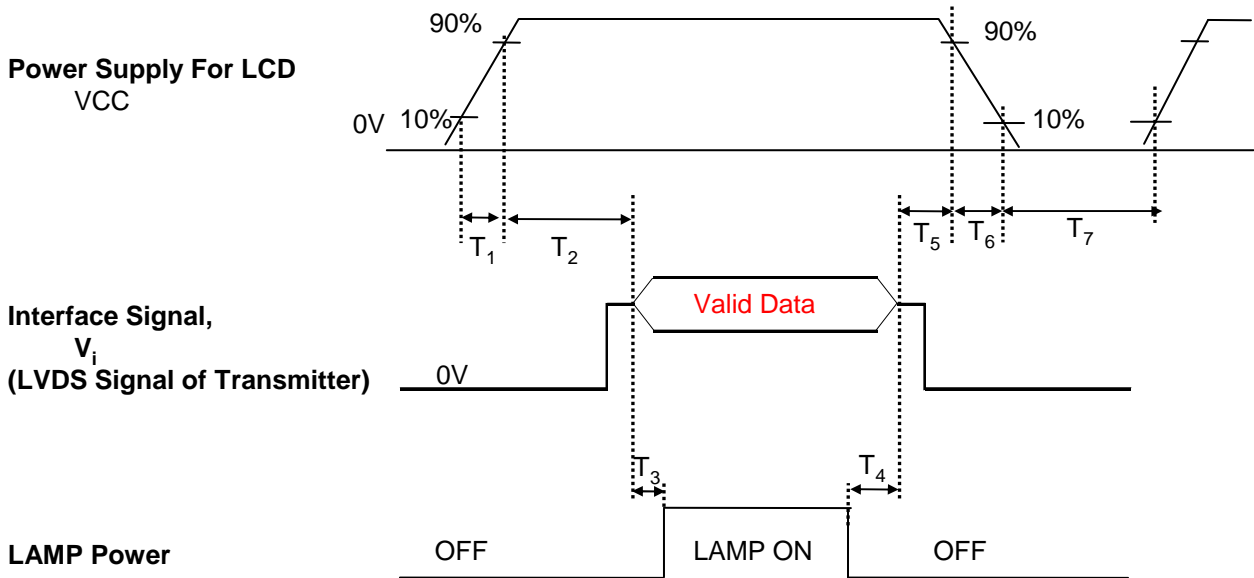 90%
90%
Power Supply For LCD
VCC
0V 10%
10%
T1
T2
T5
T6
T7
Valid Data
Interface Signal,
Vi
(LVDS Signal of Transmitter)
0V
T3
T4
LAMP Power
OFF
LAMP ON
OFF